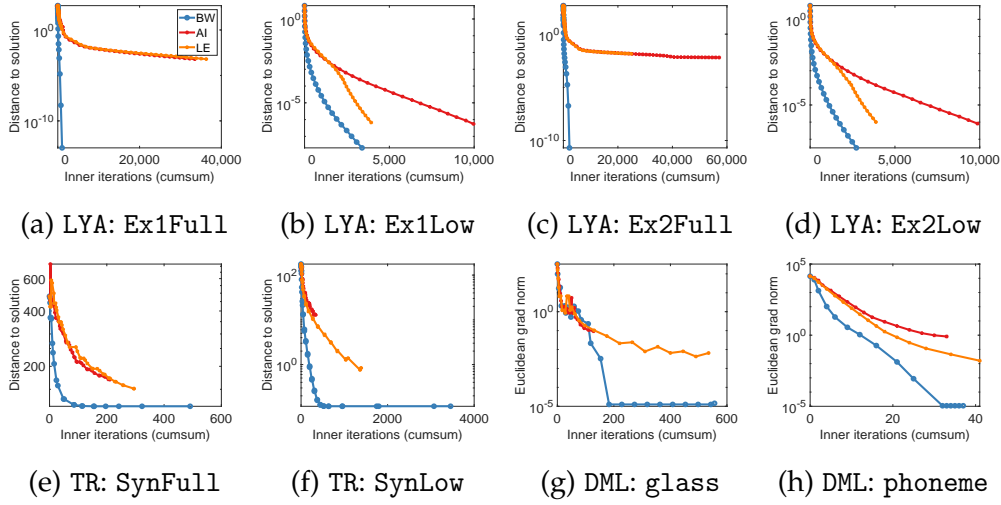 10^0
10^-10
Distance to solution
BW
AI
LE
0 20,000 40,000
Inner iterations (cumsum)
(a) LYA: Ex1Full
10^0
10^-5
Distance to solution
0 5,000 10,000
Inner iterations (cumsum)
(b) LYA: Ex1Low
10^0
10^-10
Distance to solution
0 20,000 40,000 60,000
Inner iterations (cumsum)
(c) LYA: Ex2Full
10^0
10^-5
Distance to solution
0 5,000 10,000
Inner iterations (cumsum)
(d) LYA: Ex2Low
600
400
200
Distance to solution
0 200 400 600
Inner iterations (cumsum)
(e) TR: SynFull
10^2
10^0
Distance to solution
0 2000 4000
Inner iterations (cumsum)
(f) TR: SynLow
10^0
10^-5
Euclidean grad norm
0 200 400 600
Inner iterations (cumsum)
(g) DML: glass
10^5
10^0
10^-5
Euclidean grad norm
0 20 40
Inner iterations (cumsum)
(h) DML: phoneme